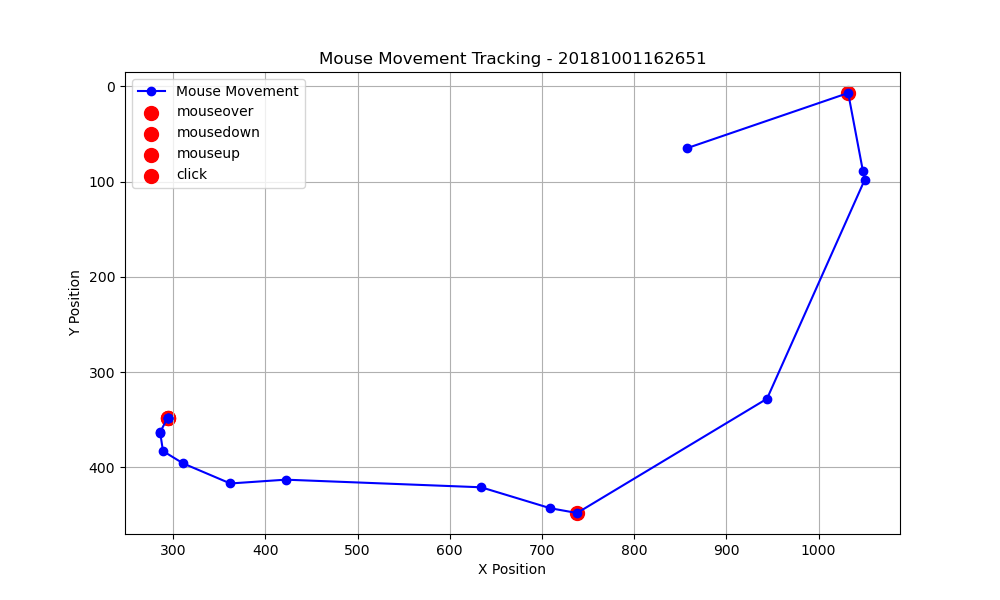 Mouse Movement Tracking - 20181001162651
Mouse Movement
mouseover
mousedown
mouseup
click
0
100
200
300
400
Y Position
300 400 500 600 700 800 900 1000
X Position